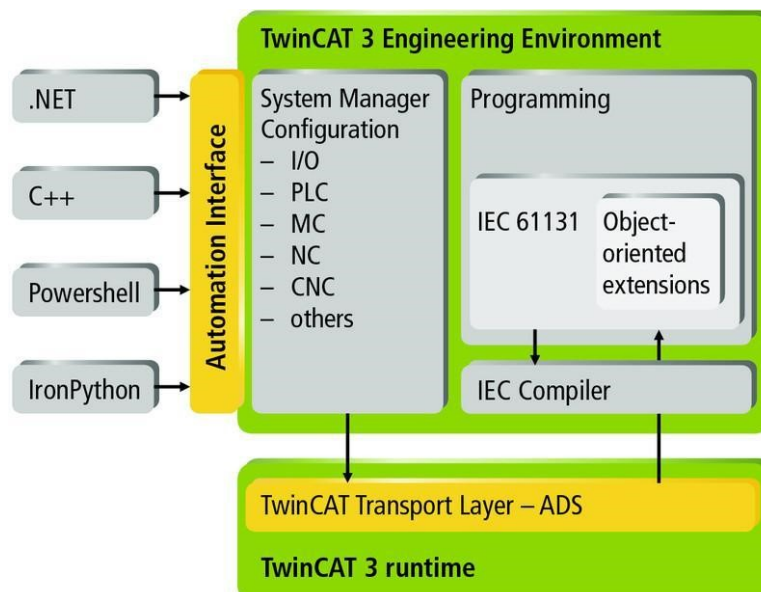 TwinCAT 3 Engineering Environment
.NET
C++
Powershell
IronPython
Automation Interface
System Manager
Configuration
– I/O
– PLC
– MC
– NC
– CNC
– others
Programming
IEC 61131
Object-
oriented
extensions
IEC Compiler
TwinCAT Transport Layer – ADS
TwinCAT 3 runtime